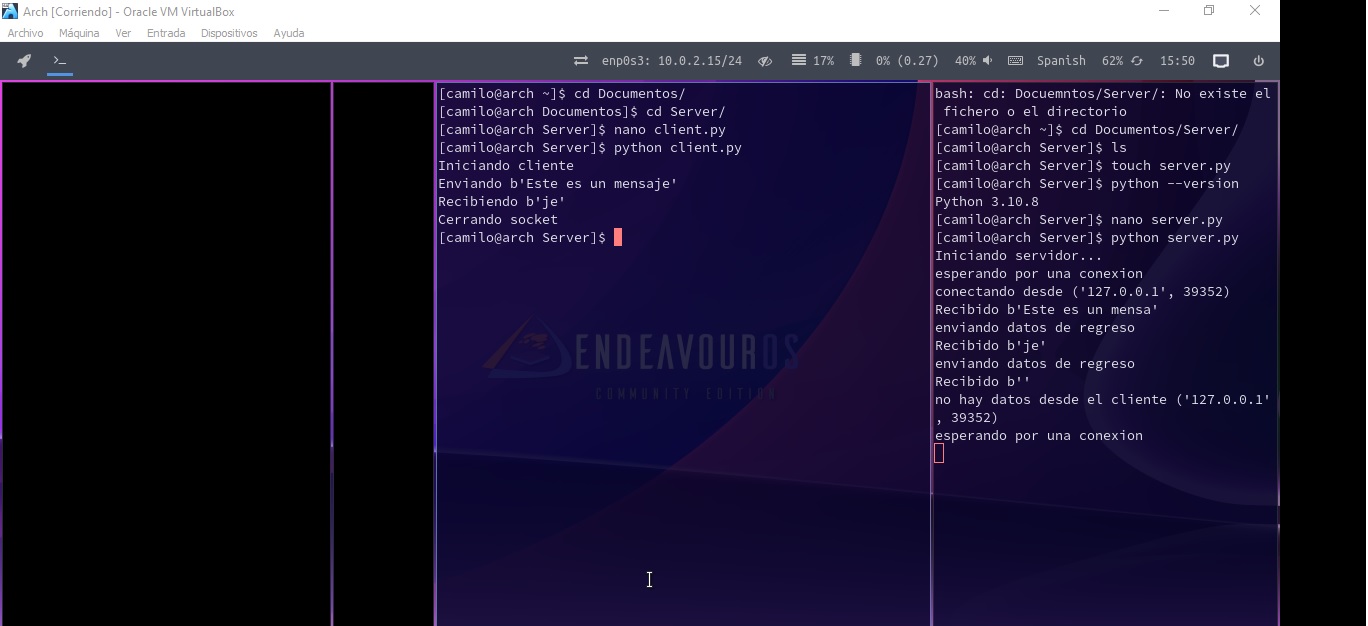 Arch [Corriendo] - Oracle VM VirtualBox
Archivo Máquina Ver Entrada Dispositivos Ayuda
enp0s3: 10.0.2.15/24 17% 0% (0.27) 40% Spanish 62% 15:50
[camilo@arch ~]$ cd Documentos/
[camilo@arch Documentos]$ cd Server/
[camilo@arch Server]$ nano client.py
[camilo@arch Server]$ python client.py
Iniciando cliente
Enviando b'Este es un mensaje'
Recibiendo b'je'
Cerrando socket
[camilo@arch Server]$
ENDEAVOUROS
COMMUNITY EDITION
bash: cd: Docuemntos/Server/: No existe el
fichero o el directorio
[camilo@arch ~]$ cd Documentos/Server/
[camilo@arch Server]$ ls
[camilo@arch Server]$ touch server.py
[camilo@arch Server]$ python --version
Python 3.10.8
[camilo@arch Server]$ nano server.py
[camilo@arch Server]$ python server.py
Iniciando servidor...
esperando por una conexion
conectando desde ('127.0.0.1', 39352)
Recibido b'Este es un mensa'
enviando datos de regreso
Recibido b'je'
enviando datos de regreso
Recibido b''
no hay datos desde el cliente ('127.0.0.1'
, 39352)
esperando por una conexion